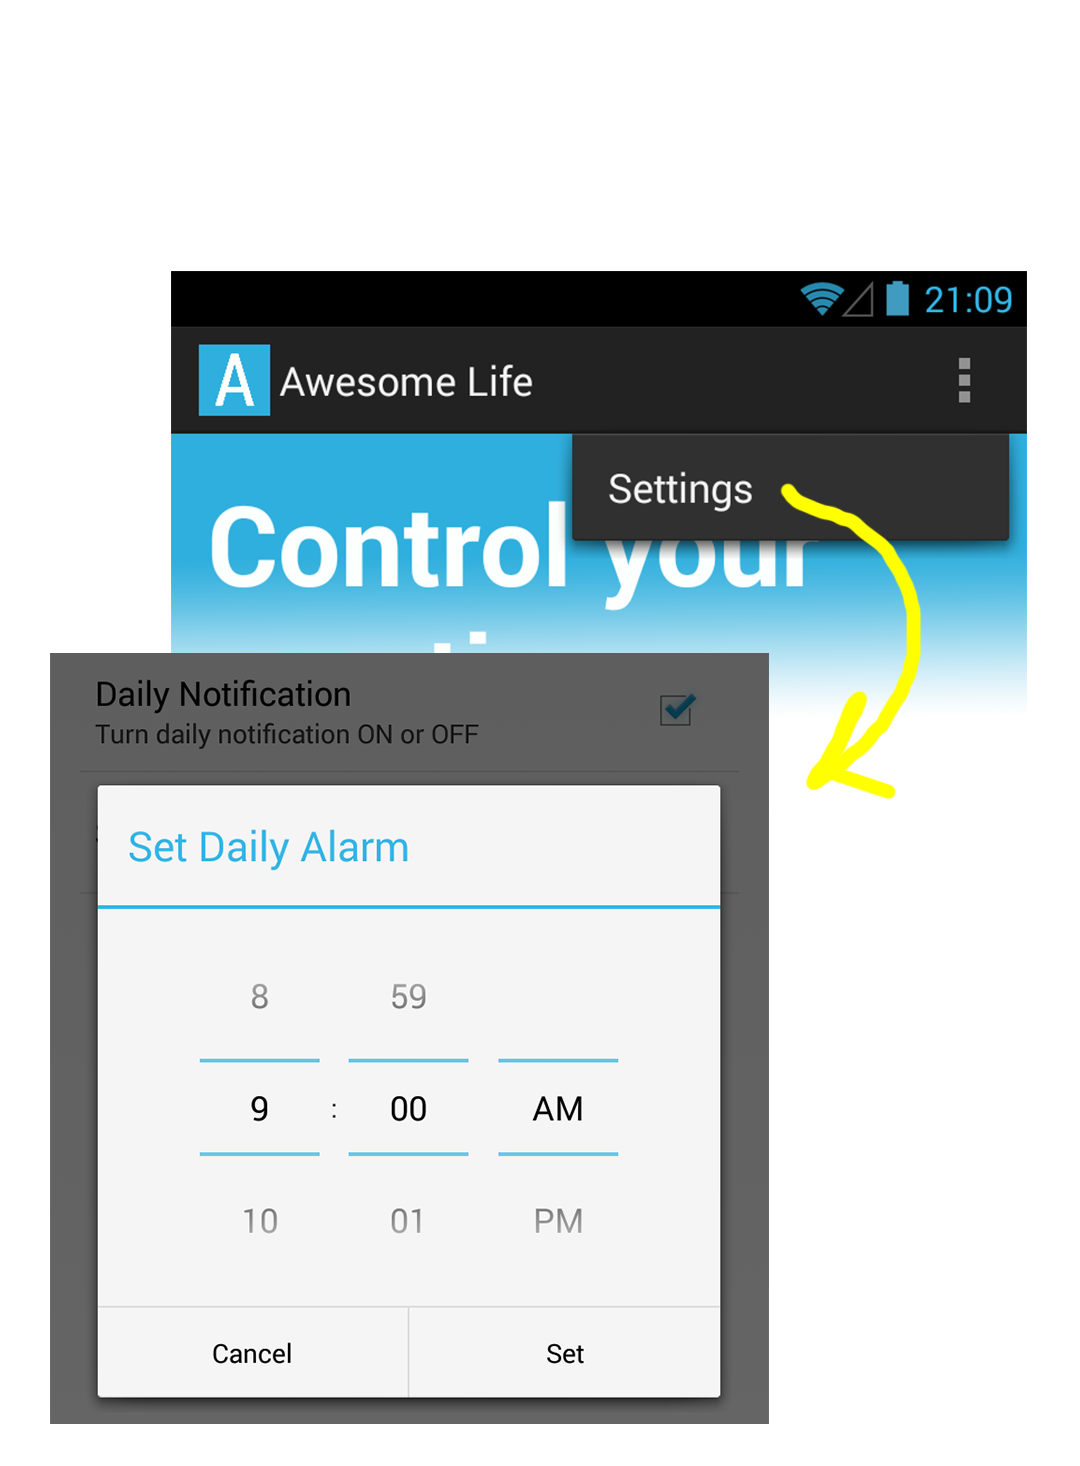 21:09
A Awesome Life
Settings
Control your
Daily Notification
Turn daily notification ON or OFF
Set Daily Alarm
8 59
9 : 00 AM
10 01 PM
Cancel Set